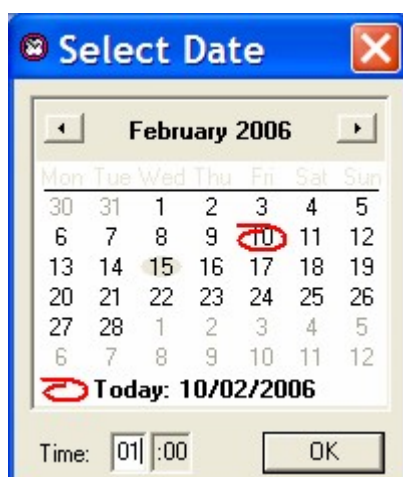 Select Date
February 2006
Mon Tue Wed Thu Fri Sat Sun
30 31 1 2 3 4 5
6 7 8 9 10 11 12
13 14 15 16 17 18 19
20 21 22 23 24 25 26
27 28 1 2 3 4 5
6 7 8 9 10 11 12
Today: 10/02/2006
Time: 01 :00 OK